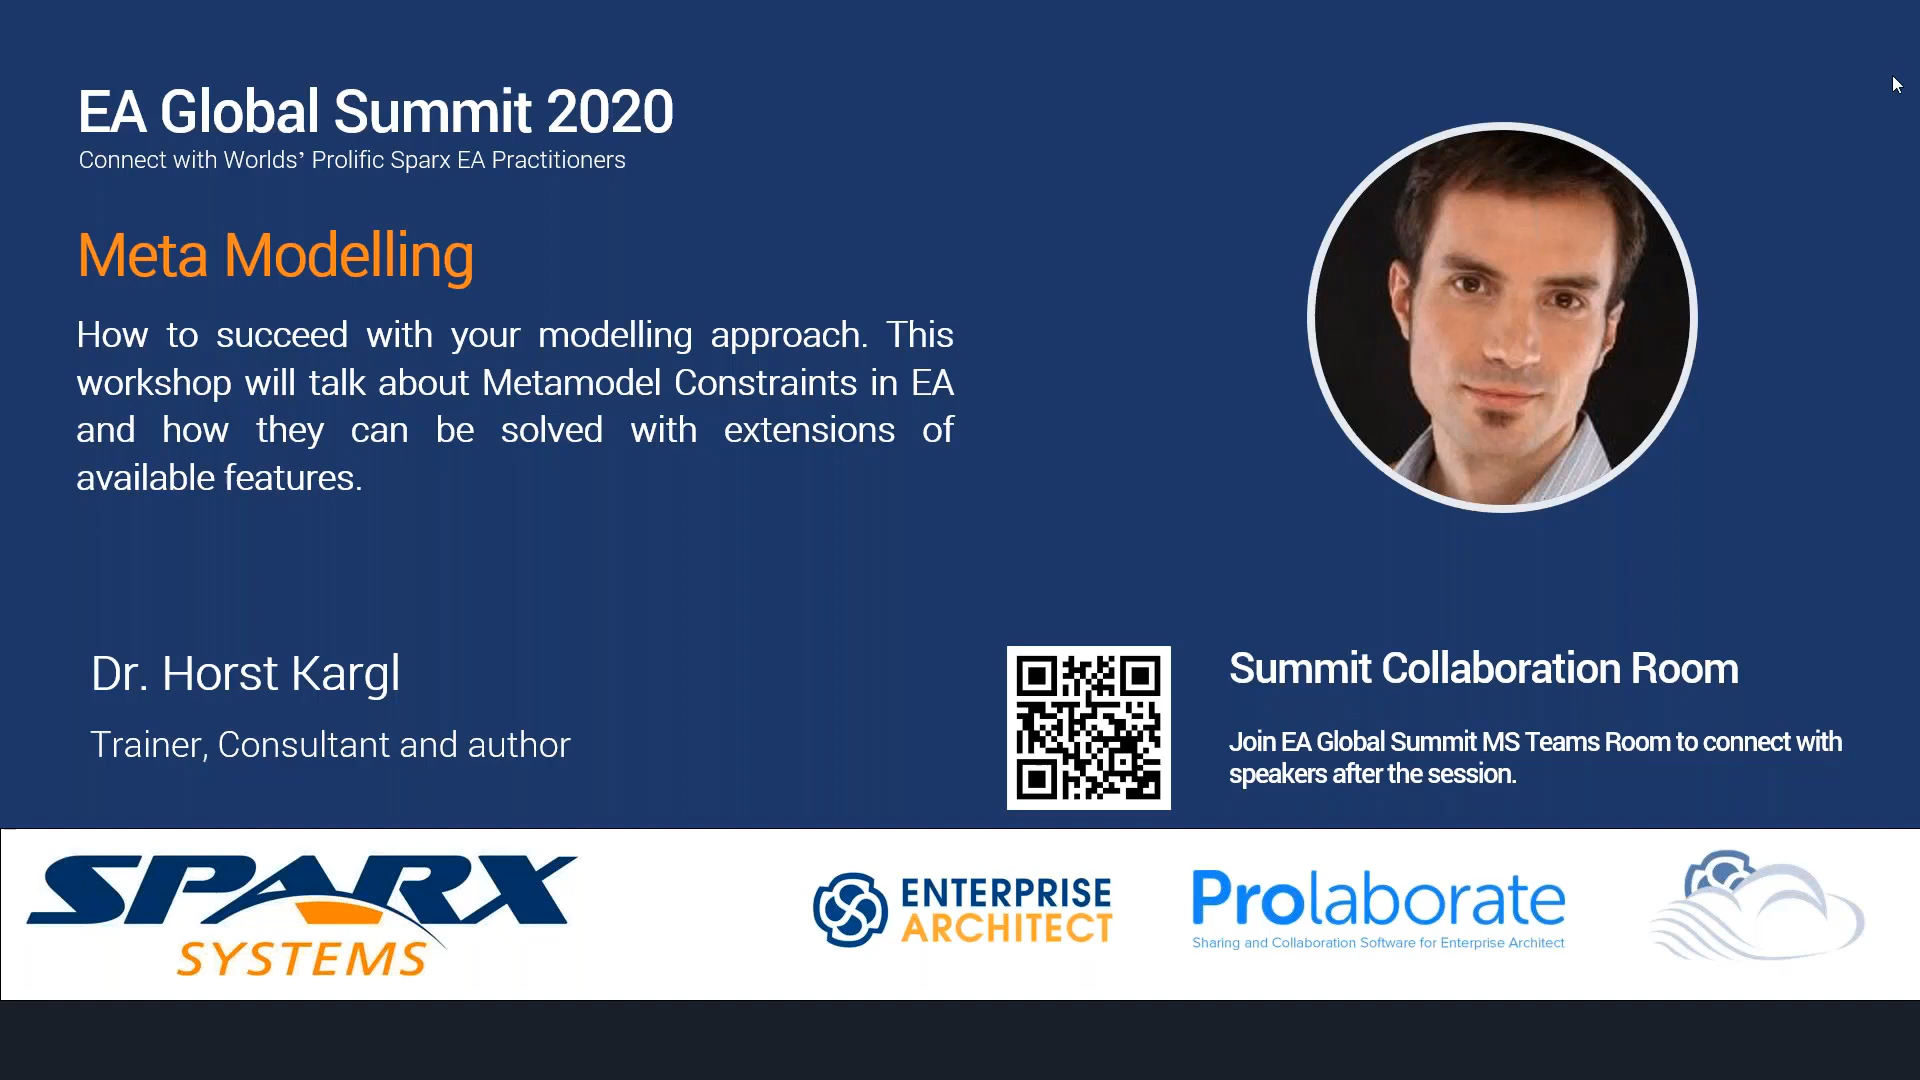 EA Global Summit 2020
Connect with Worlds’ Prolific Sparx EA Practitioners
Meta Modelling
How to succeed with your modelling approach. This
workshop will talk about Metamodel Constraints in EA
and how they can be solved with extensions of
available features.
Dr. Horst Kargl
Trainer, Consultant and author
Summit Collaboration Room
Join EA Global Summit MS Teams Room to connect with
speakers after the session.
SPARX
SYSTEMS
ENTERPRISE
ARCHITECT
Prolaborate
Sharing and Collaboration Software for Enterprise Architect